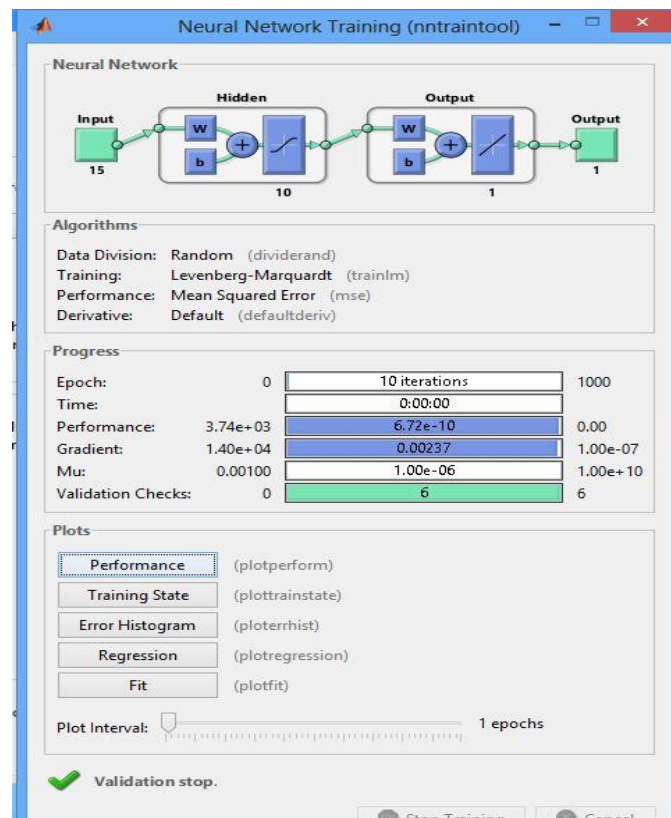 Neural Network Training (nntraintool)
Neural Network
Hidden Output
Input Output
W W
b b
15 10 1 1
Algorithms
Data Division: Random (dividerand)
Training: Levenberg-Marquardt (trainlm)
Performance: Mean Squared Error (mse)
Derivative: Default (defaultderiv)
Progress
Epoch: 0 10 iterations 1000
Time: 0:00:00
Performance: 3.74e+03 6.72e-10 0.00
Gradient: 1.40e+04 0.00237 1.00e-07
Mu: 0.00100 1.00e-06 1.00e+10
Validation Checks: 0 6 6
Plots
Performance (plotperform)
Training State (plottrainstate)
Error Histogram (ploterrhist)
Regression (plotregression)
Fit (plotfit)
Plot Interval: 1 epochs
Validation stop.
Stop Training Cancel